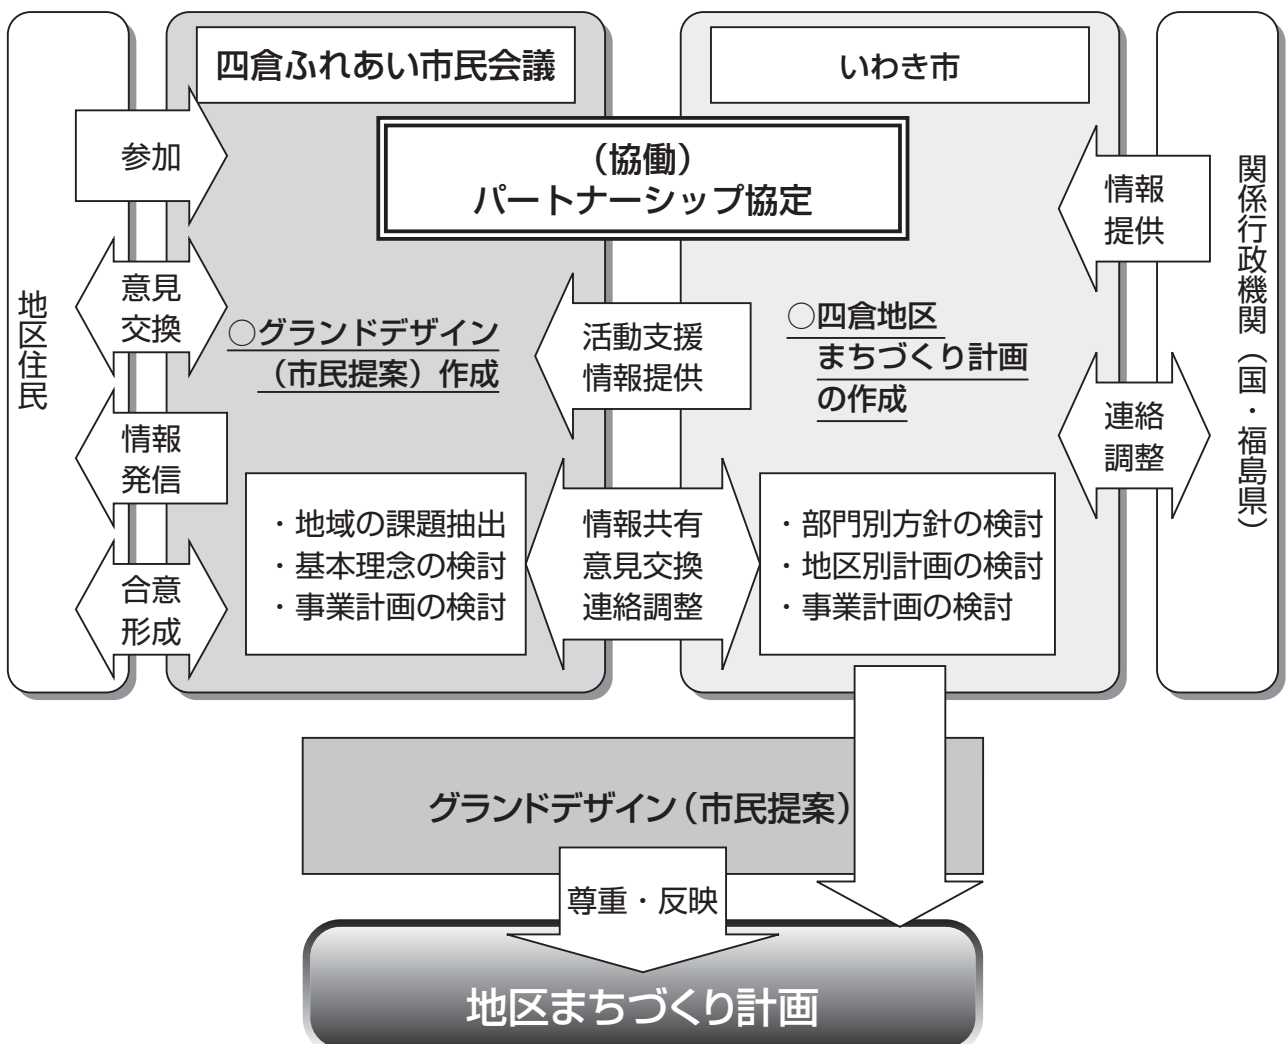 四倉ふれあい市民会議
いわき市
(協働)
パートナーシップ協定
地区住民
参加
意見
交換
情報
発信
合意
形成
○グランドデザイン
(市民提案)作成
・地域の課題抽出
・基本理念の検討
・事業計画の検討
活動支援
情報提供
情報共有
意見交換
連絡調整
○四倉地区
まちづくり計画
の作成
・部門別方針の検討
・地区別計画の検討
・事業計画の検討
情報
提供
連絡
調整
関係行政機関(国・福島県)
グランドデザイン(市民提案)
尊重・反映
地区まちづくり計画